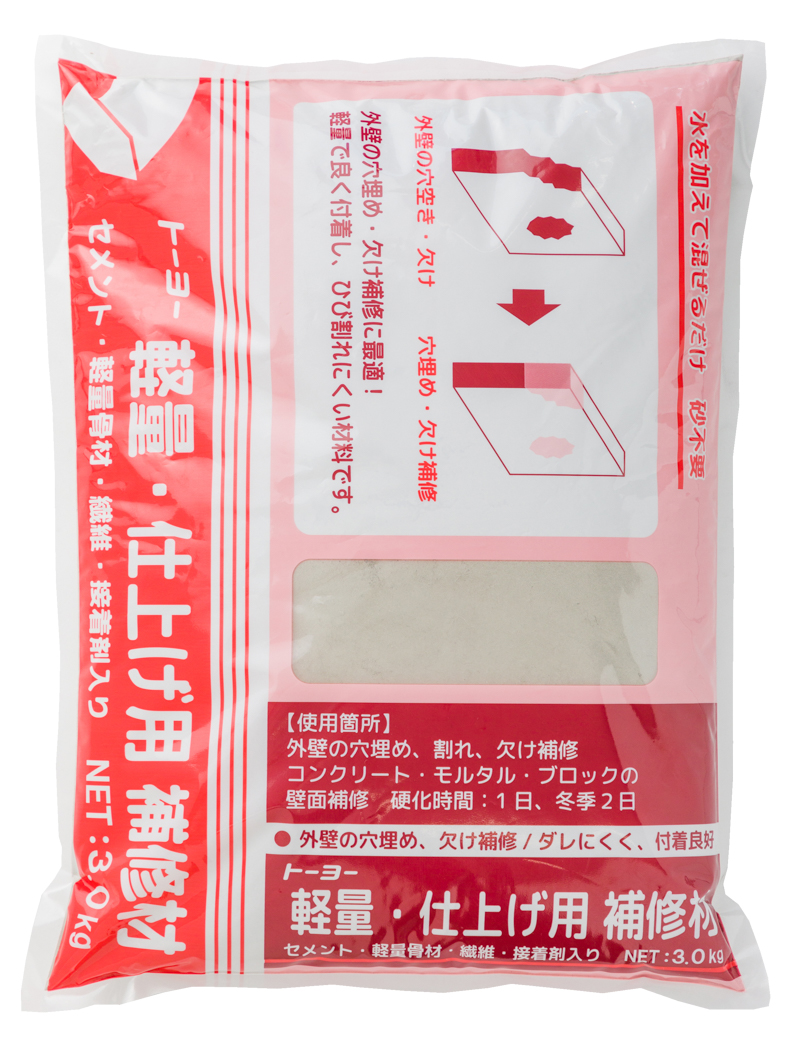 水を加えて混ぜるだけ 砂不要
外壁の穴空き・欠け
穴埋め・欠け補修
外壁の穴埋め・欠け補修に最適！
軽量で良く付着し、ひび割れにくい材料です。
トーヨー 軽量・仕上げ用 補修材
セメント・軽量骨材・繊維・接着剤入り NET：3.0kg
【使用箇所】
外壁の穴埋め、割れ、欠け補修
コンクリート・モルタル・ブロックの
壁面補修 硬化時間：1日、冬季2日
● 外壁の穴埋め、欠け補修/ダレにくく、付着良好
トーヨー
軽量・仕上げ用 補修材
セメント・軽量骨材・繊維・接着剤入り NET：3.0kg